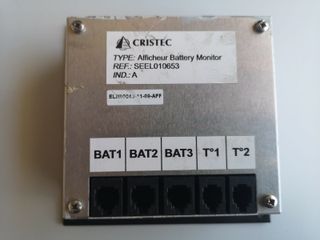 CRISTEC
TYPE: Afficheur Battery Monitor
REF.: SEEL010653
IND.: A
BAT1 BAT2 BAT3 T°1 T°2